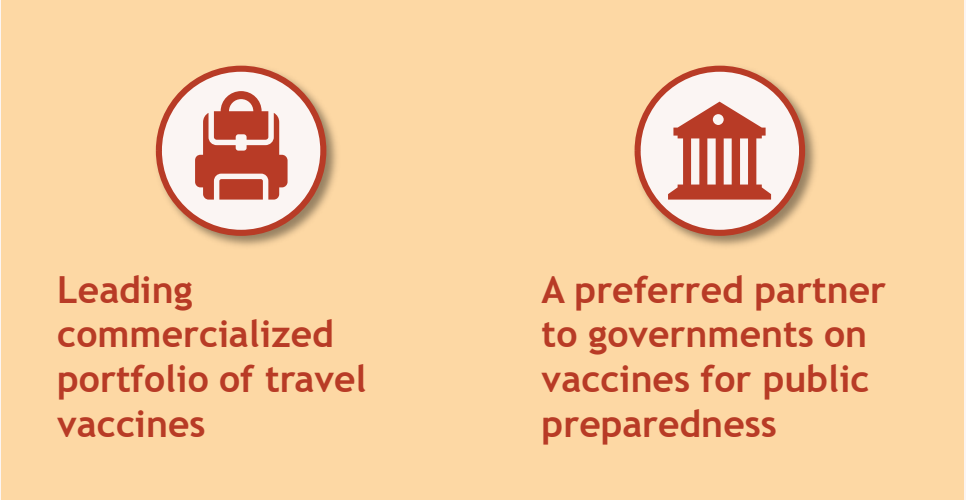 Leading
commercialized
portfolio of travel
vaccines
A preferred partner
to governments on
vaccines for public
preparedness